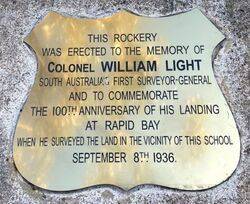 THIS ROCKERY
WAS ERECTED TO THE MEMORY OF
COLONEL WILLIAM LIGHT
SOUTH AUSTRALIAS FIRST SURVEYOR-GENERAL
AND TO COMMEMORATE
THE 100TH ANNIVERSARY OF HIS LANDING
AT RAPID BAY
WHEN HE SURVEYED THE LAND IN THE VICINITY OF THIS SCHOOL
SEPTEMBER 8TH 1936.